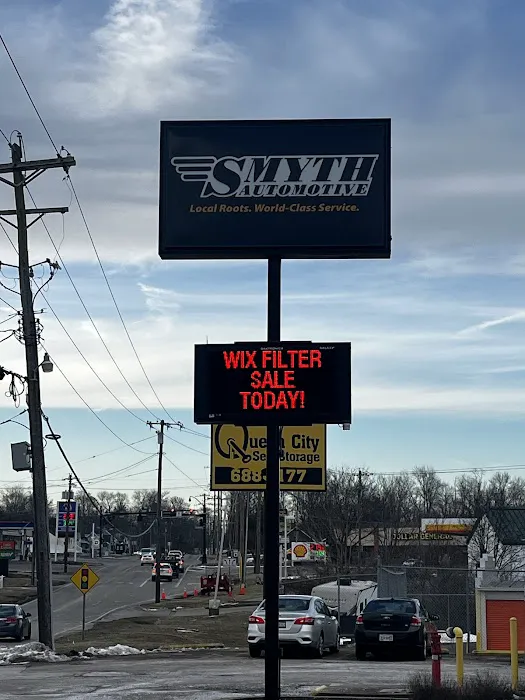 SMYTH
AUTOMOTIVE
Local Roots. World-Class Service.
WIX FILTER
SALE
TODAY!
Queen City
Self Storage
DOLLAR GENERAL